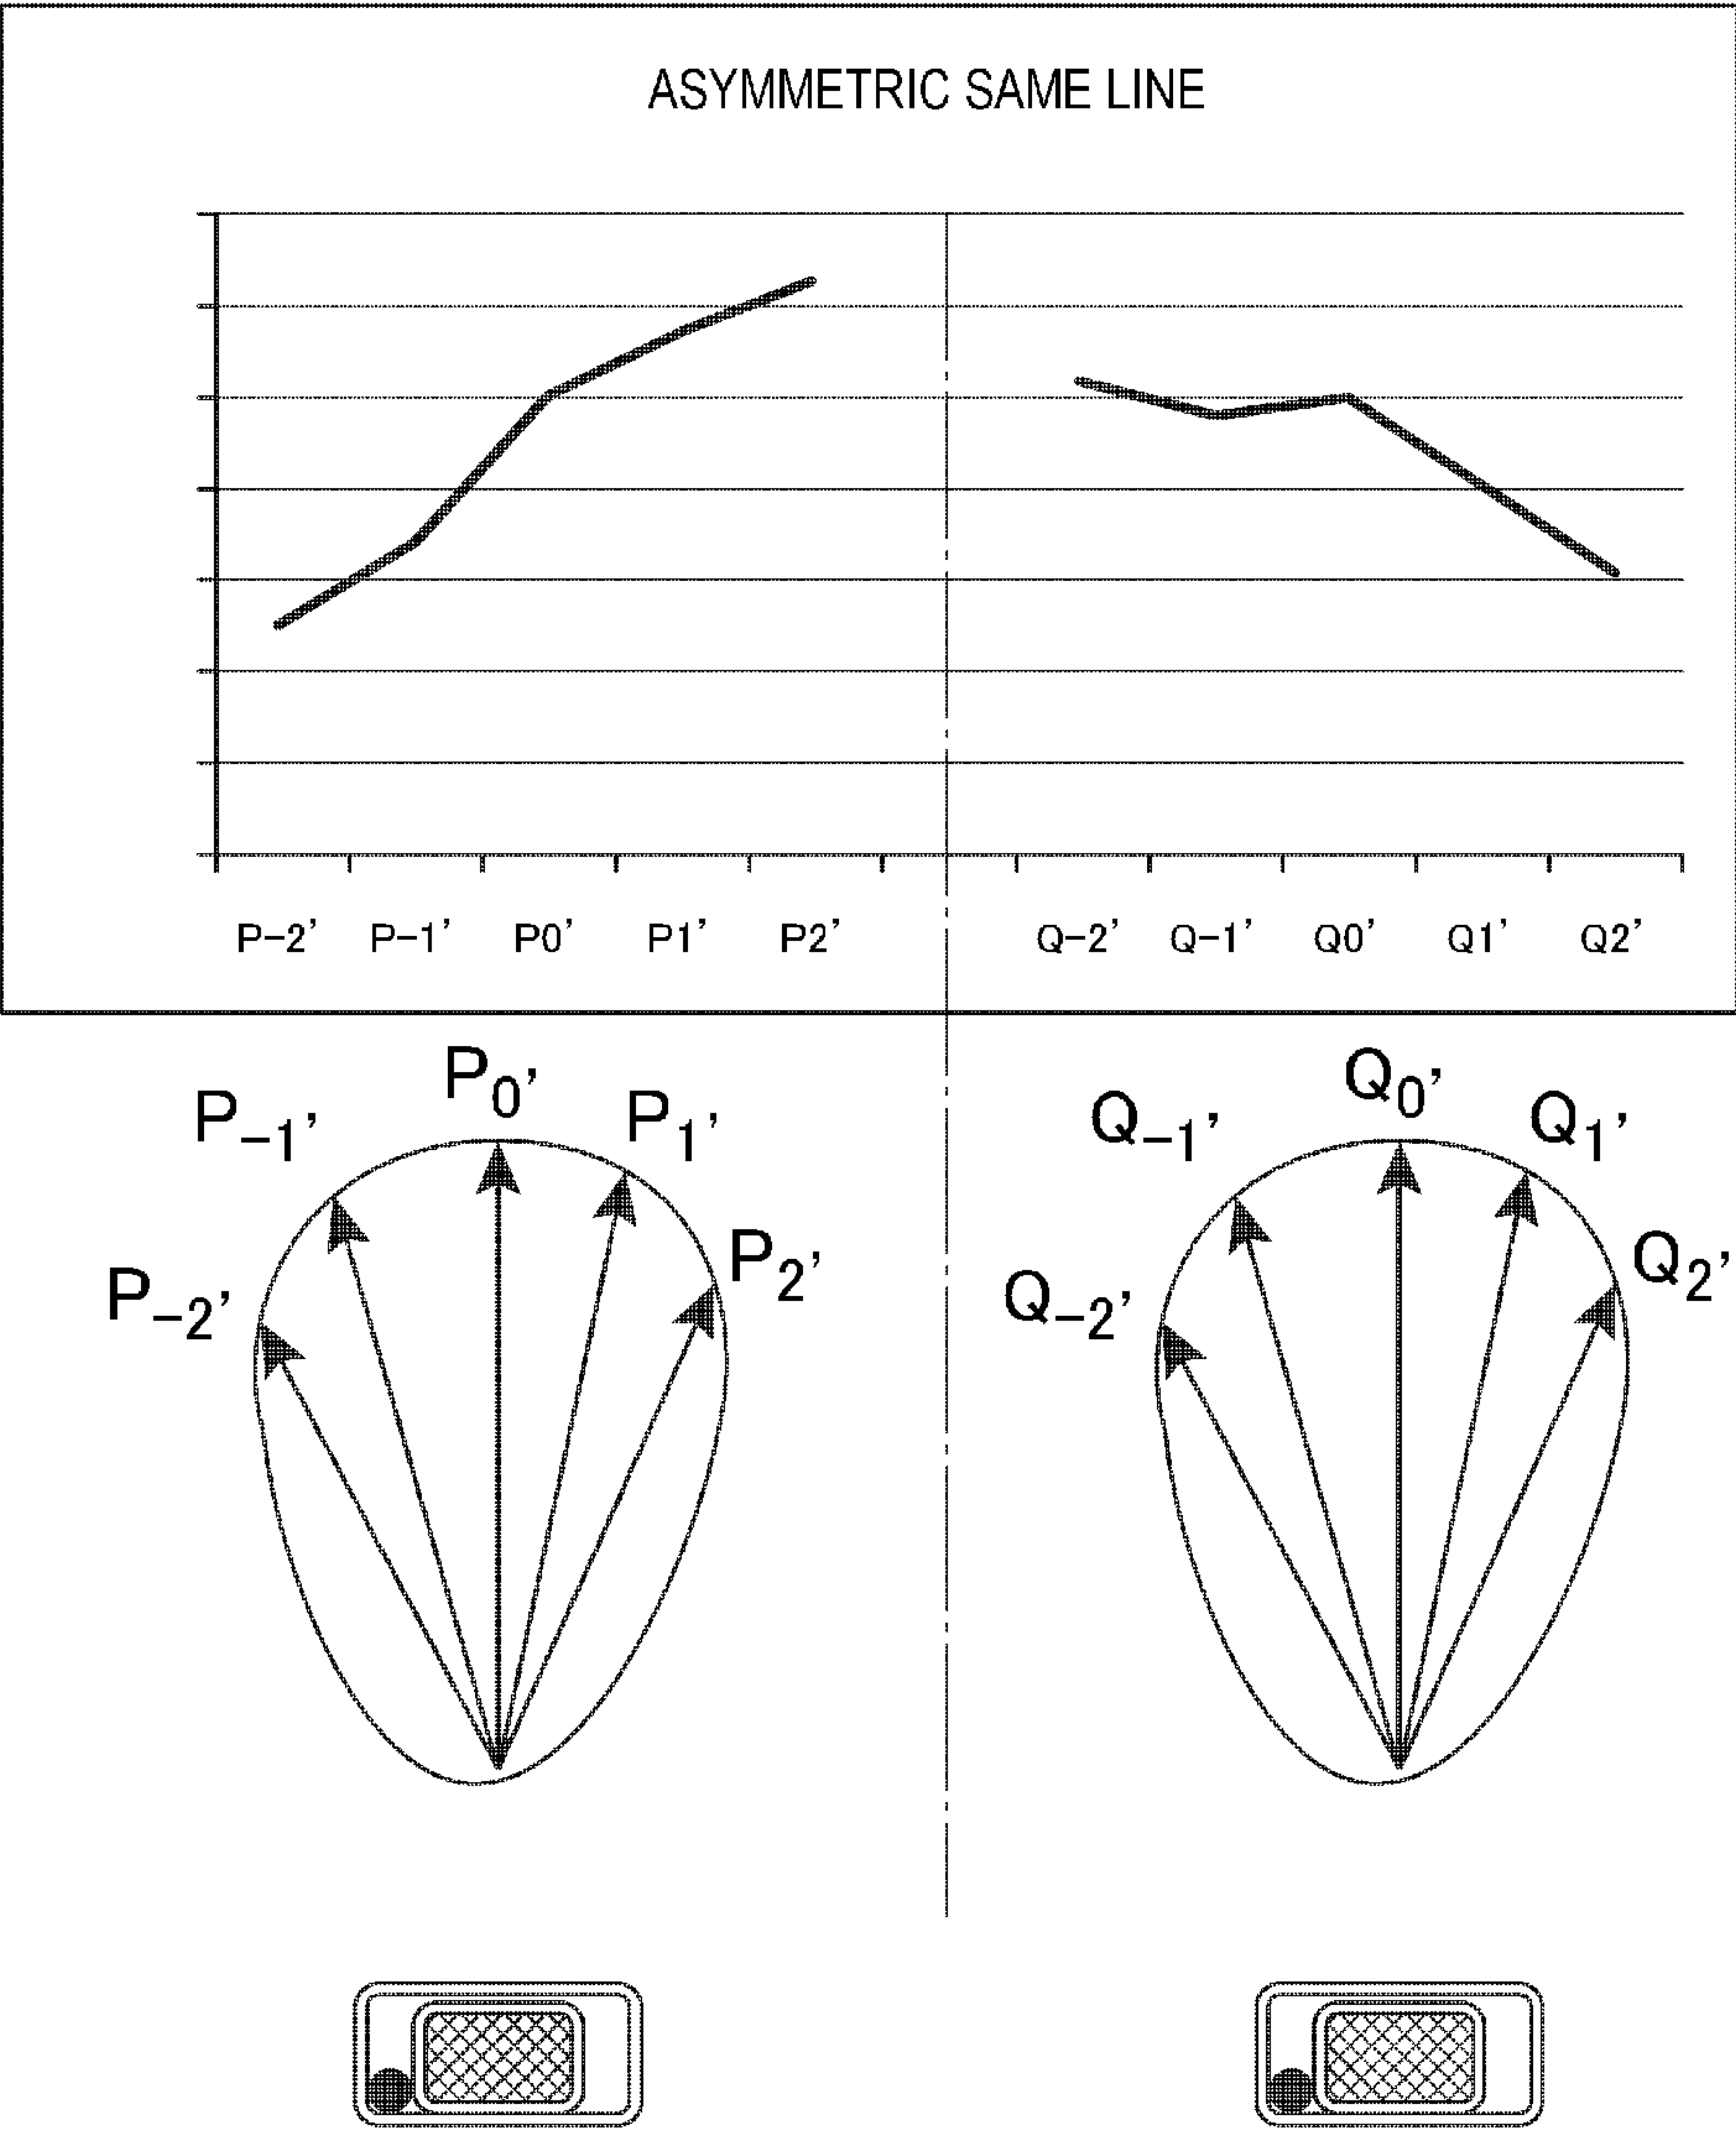 ASYMMETRIC SAME LINE
P-2' P-1' P0' P1' P2' Q-2' Q-1' Q0' Q1' Q2'
P0' Q0'
P-1' P1' Q-1' Q1'
P-2' P2' Q-2' Q2'